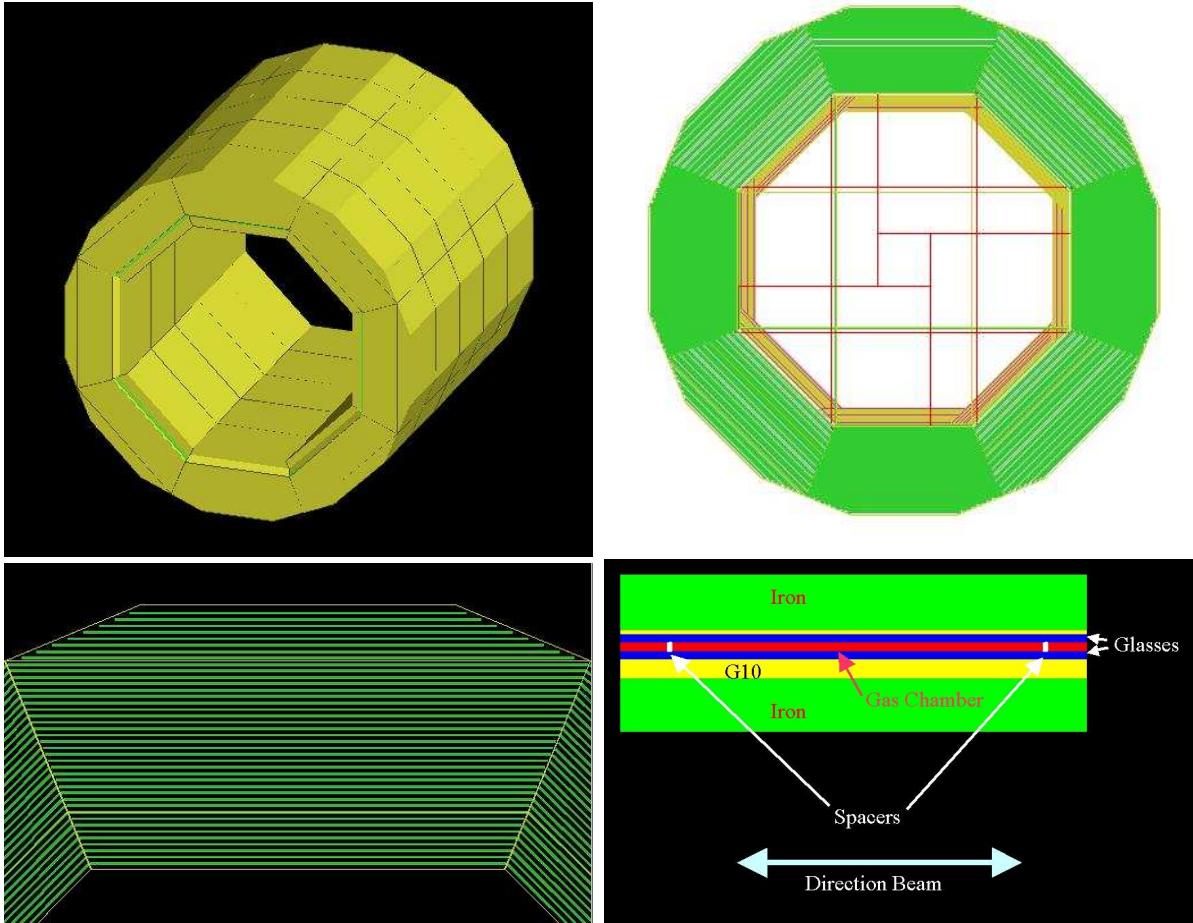 Iron
Glasses
G10
Gas Chamber
Iron
Spacers
Direction Beam